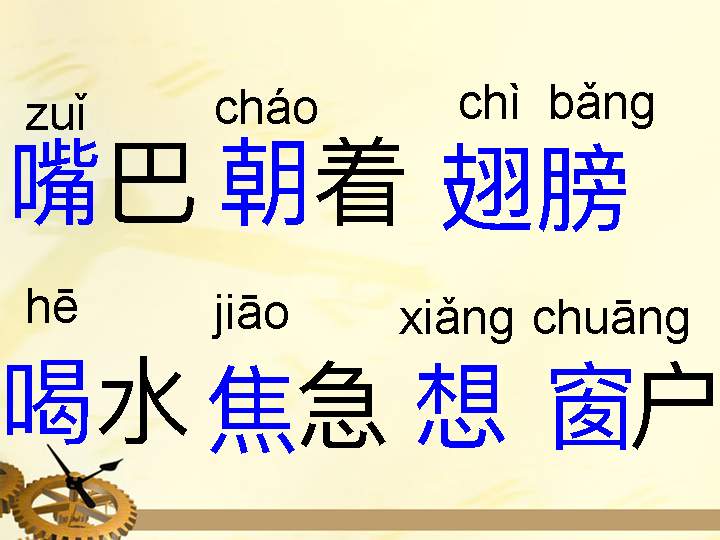 zuǐ cháo chì bǎng
嘴巴 朝着 翅膀
hē jiāo xiǎng chuāng
喝水 焦急 想 窗户